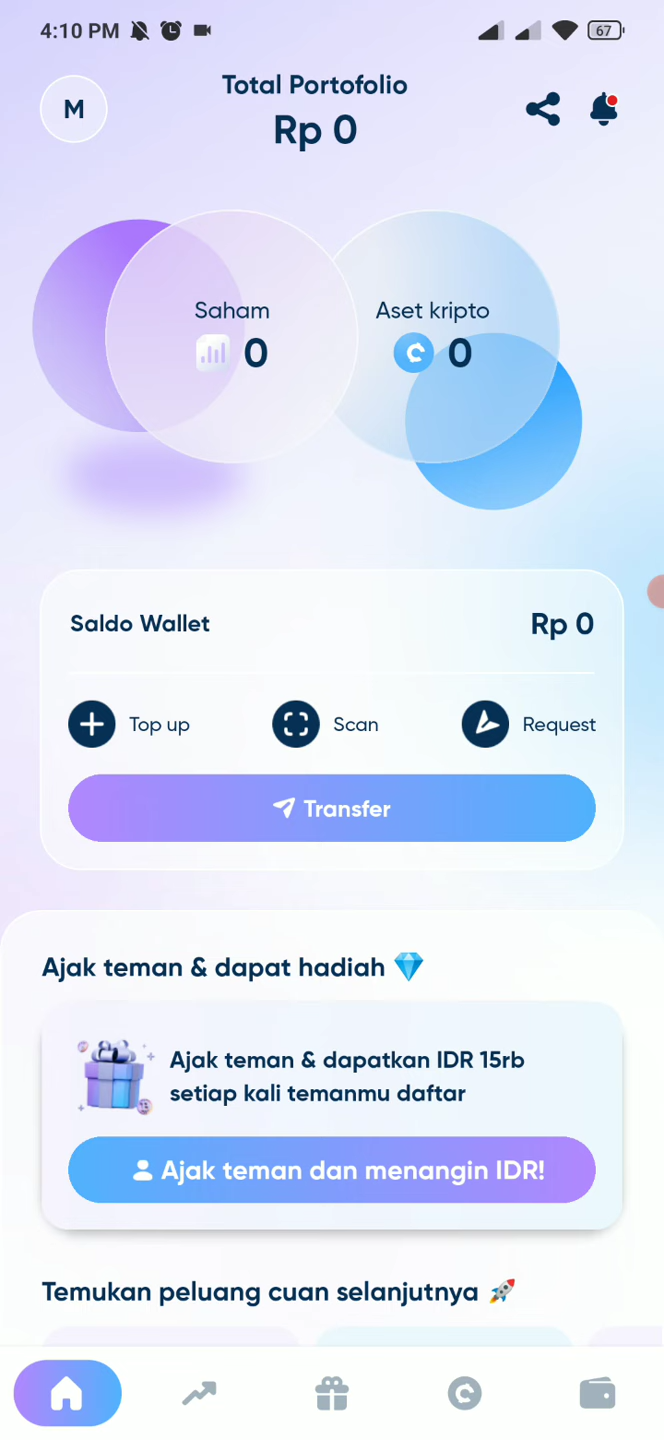 4:10 PM
67
M
Total Portofolio
Rp 0
Saham
0
Aset kripto
0
Saldo Wallet
Rp 0
Top up
Scan
Request
Transfer
Ajak teman & dapat hadiah 💎
Ajak teman & dapatkan IDR 15rb
setiap kali temanmu daftar
Ajak teman dan menangin IDR!
Temukan peluang cuan selanjutnya 🚀